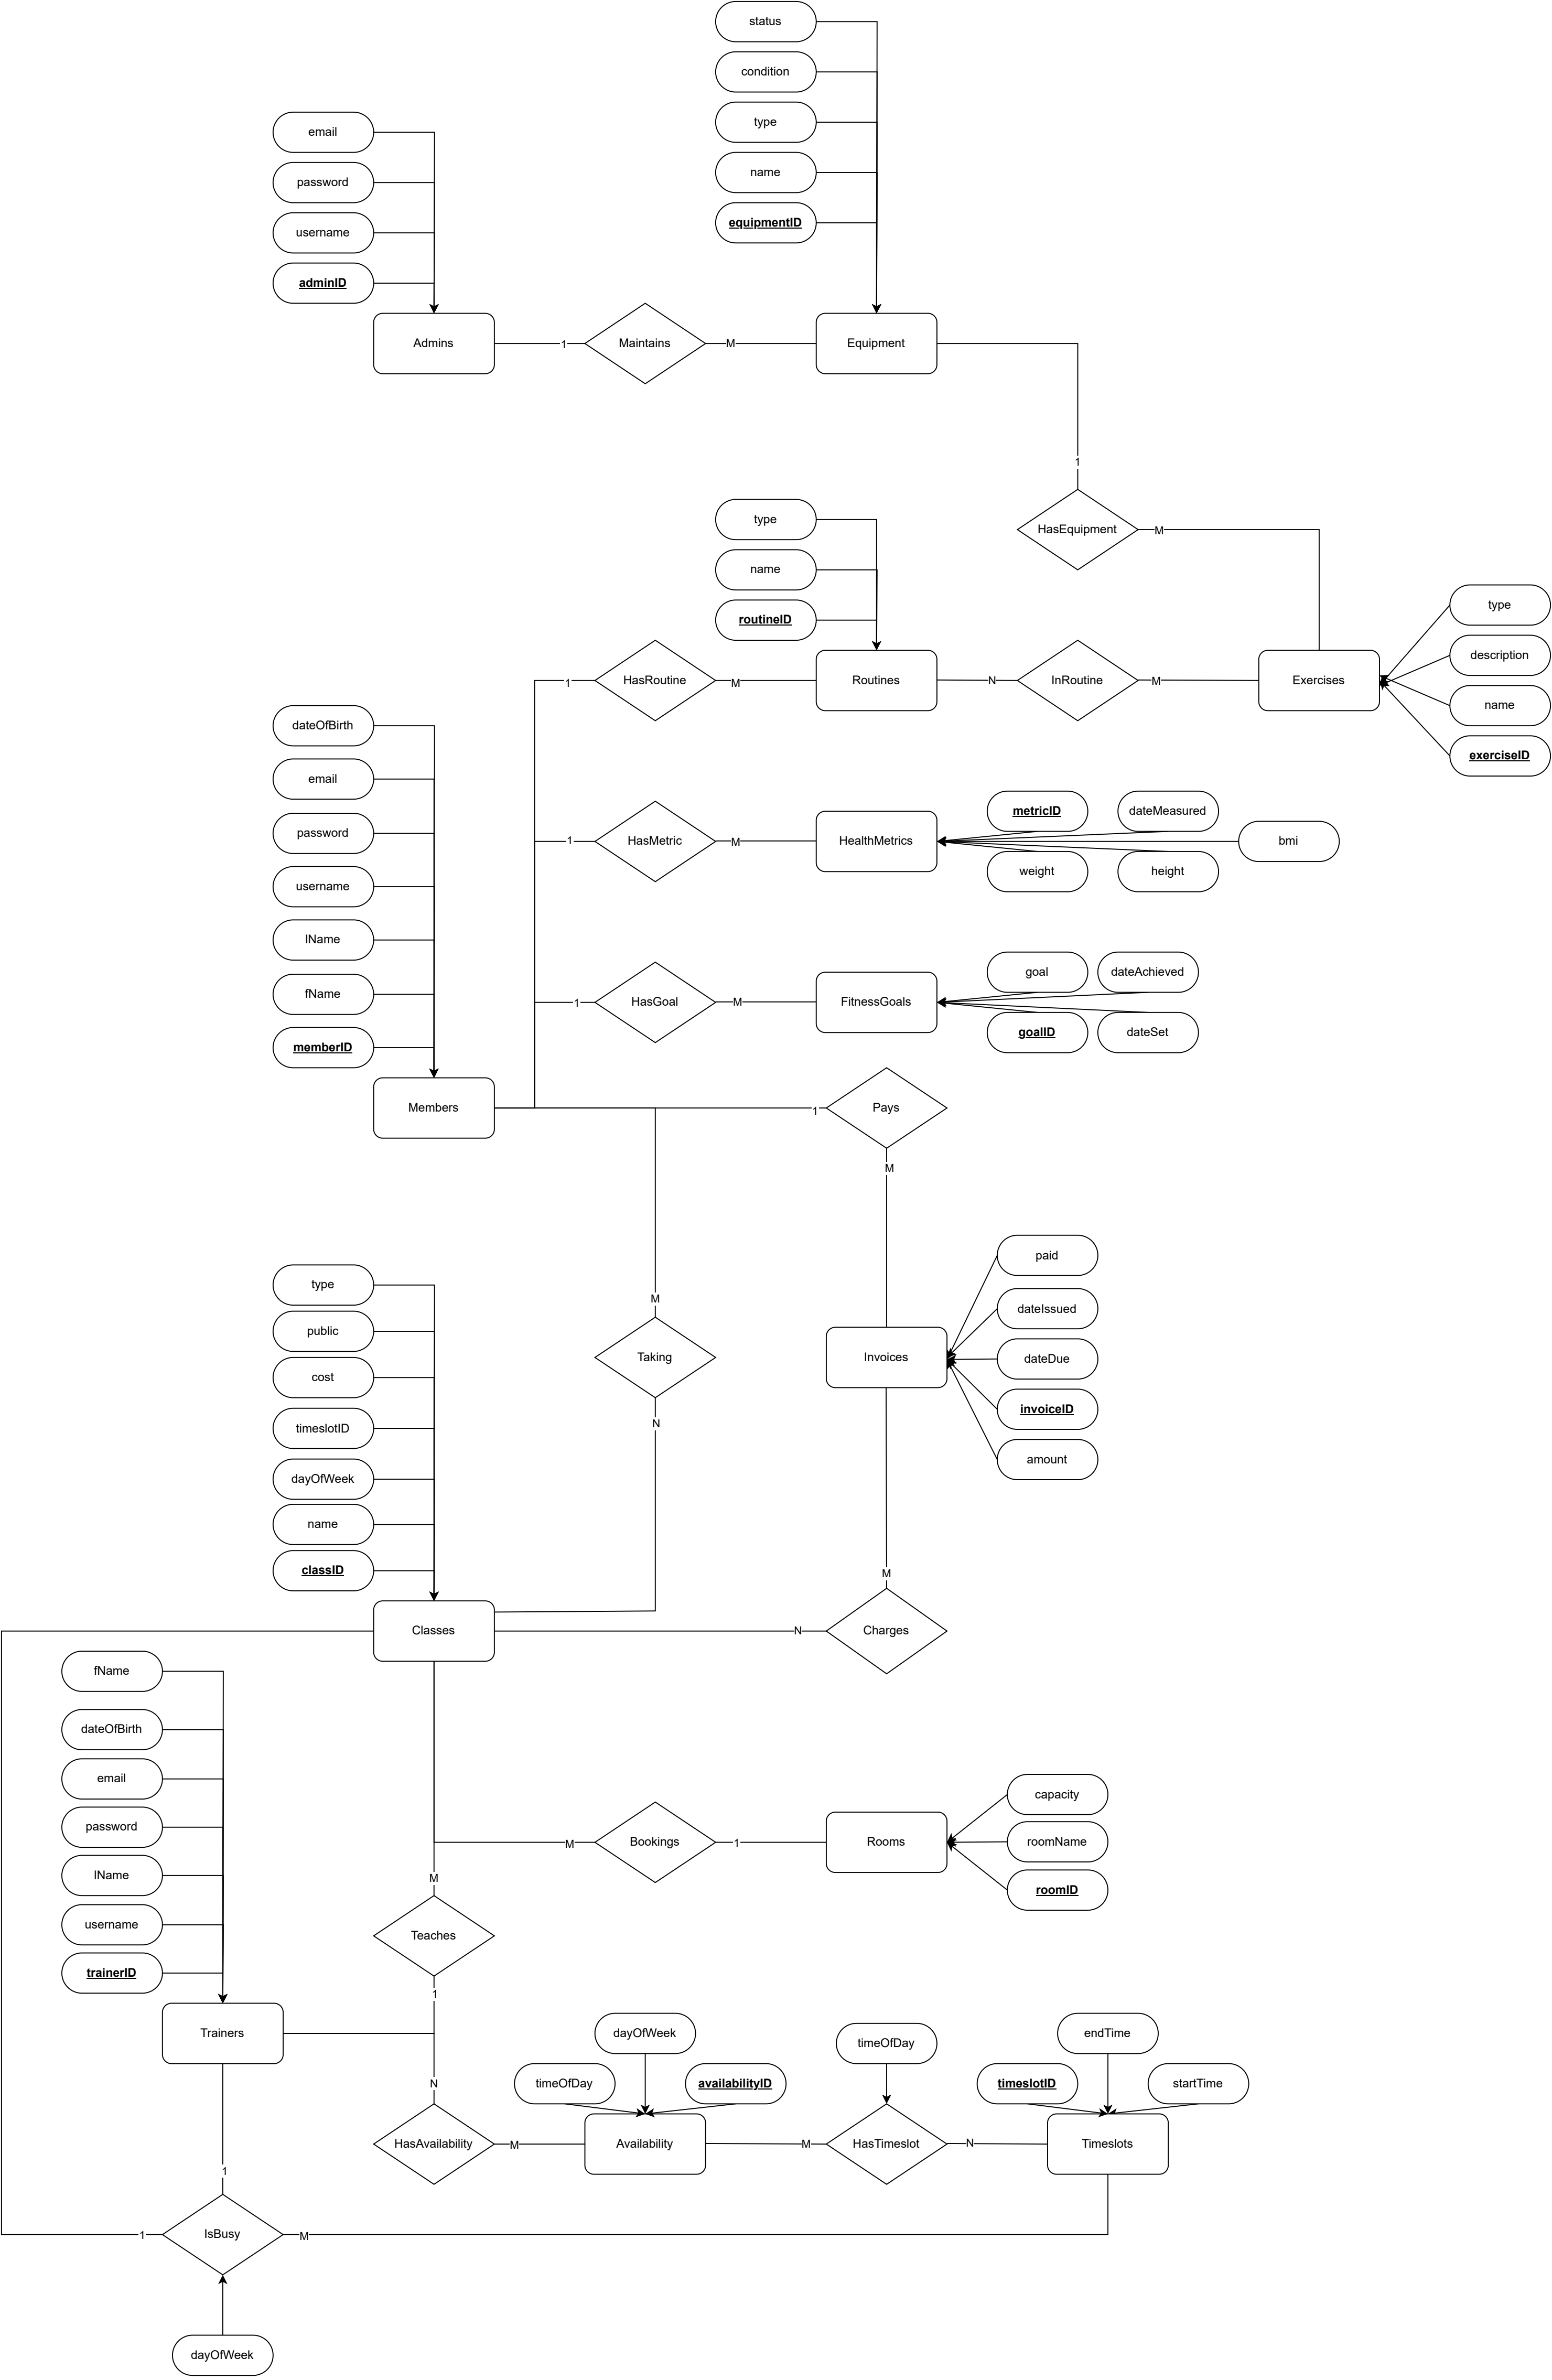 status
condition
type
name
equipmentID
email
password
username
adminID
Admins
1
Maintains
M
Equipment
1
HasEquipment
M
type
name
routineID
type
description
name
exerciseID
1
HasRoutine
M
Routines
N
InRoutine
M
Exercises
dateOfBirth
email
password
username
lName
fName
memberID
Members
1
HasMetric
M
HealthMetrics
metricID
dateMeasured
bmi
weight
height
1
HasGoal
M
FitnessGoals
goal
dateAchieved
goalID
dateSet
1
Pays
M
paid
dateIssued
dateDue
invoiceID
amount
Invoices
M
Taking
N
type
public
cost
timeslotID
dayOfWeek
name
classID
Classes
N
M
Charges
fName
dateOfBirth
email
password
lName
username
trainerID
Trainers
M
Bookings
1
Rooms
capacity
roomName
roomID
M
Teaches
1
N
HasAvailability
M
dayOfWeek
timeOfDay
availabilityID
Availability
M
timeOfDay
HasTimeslot
N
endTime
timeslotID
startTime
Timeslots
1
1
IsBusy
M
dayOfWeek